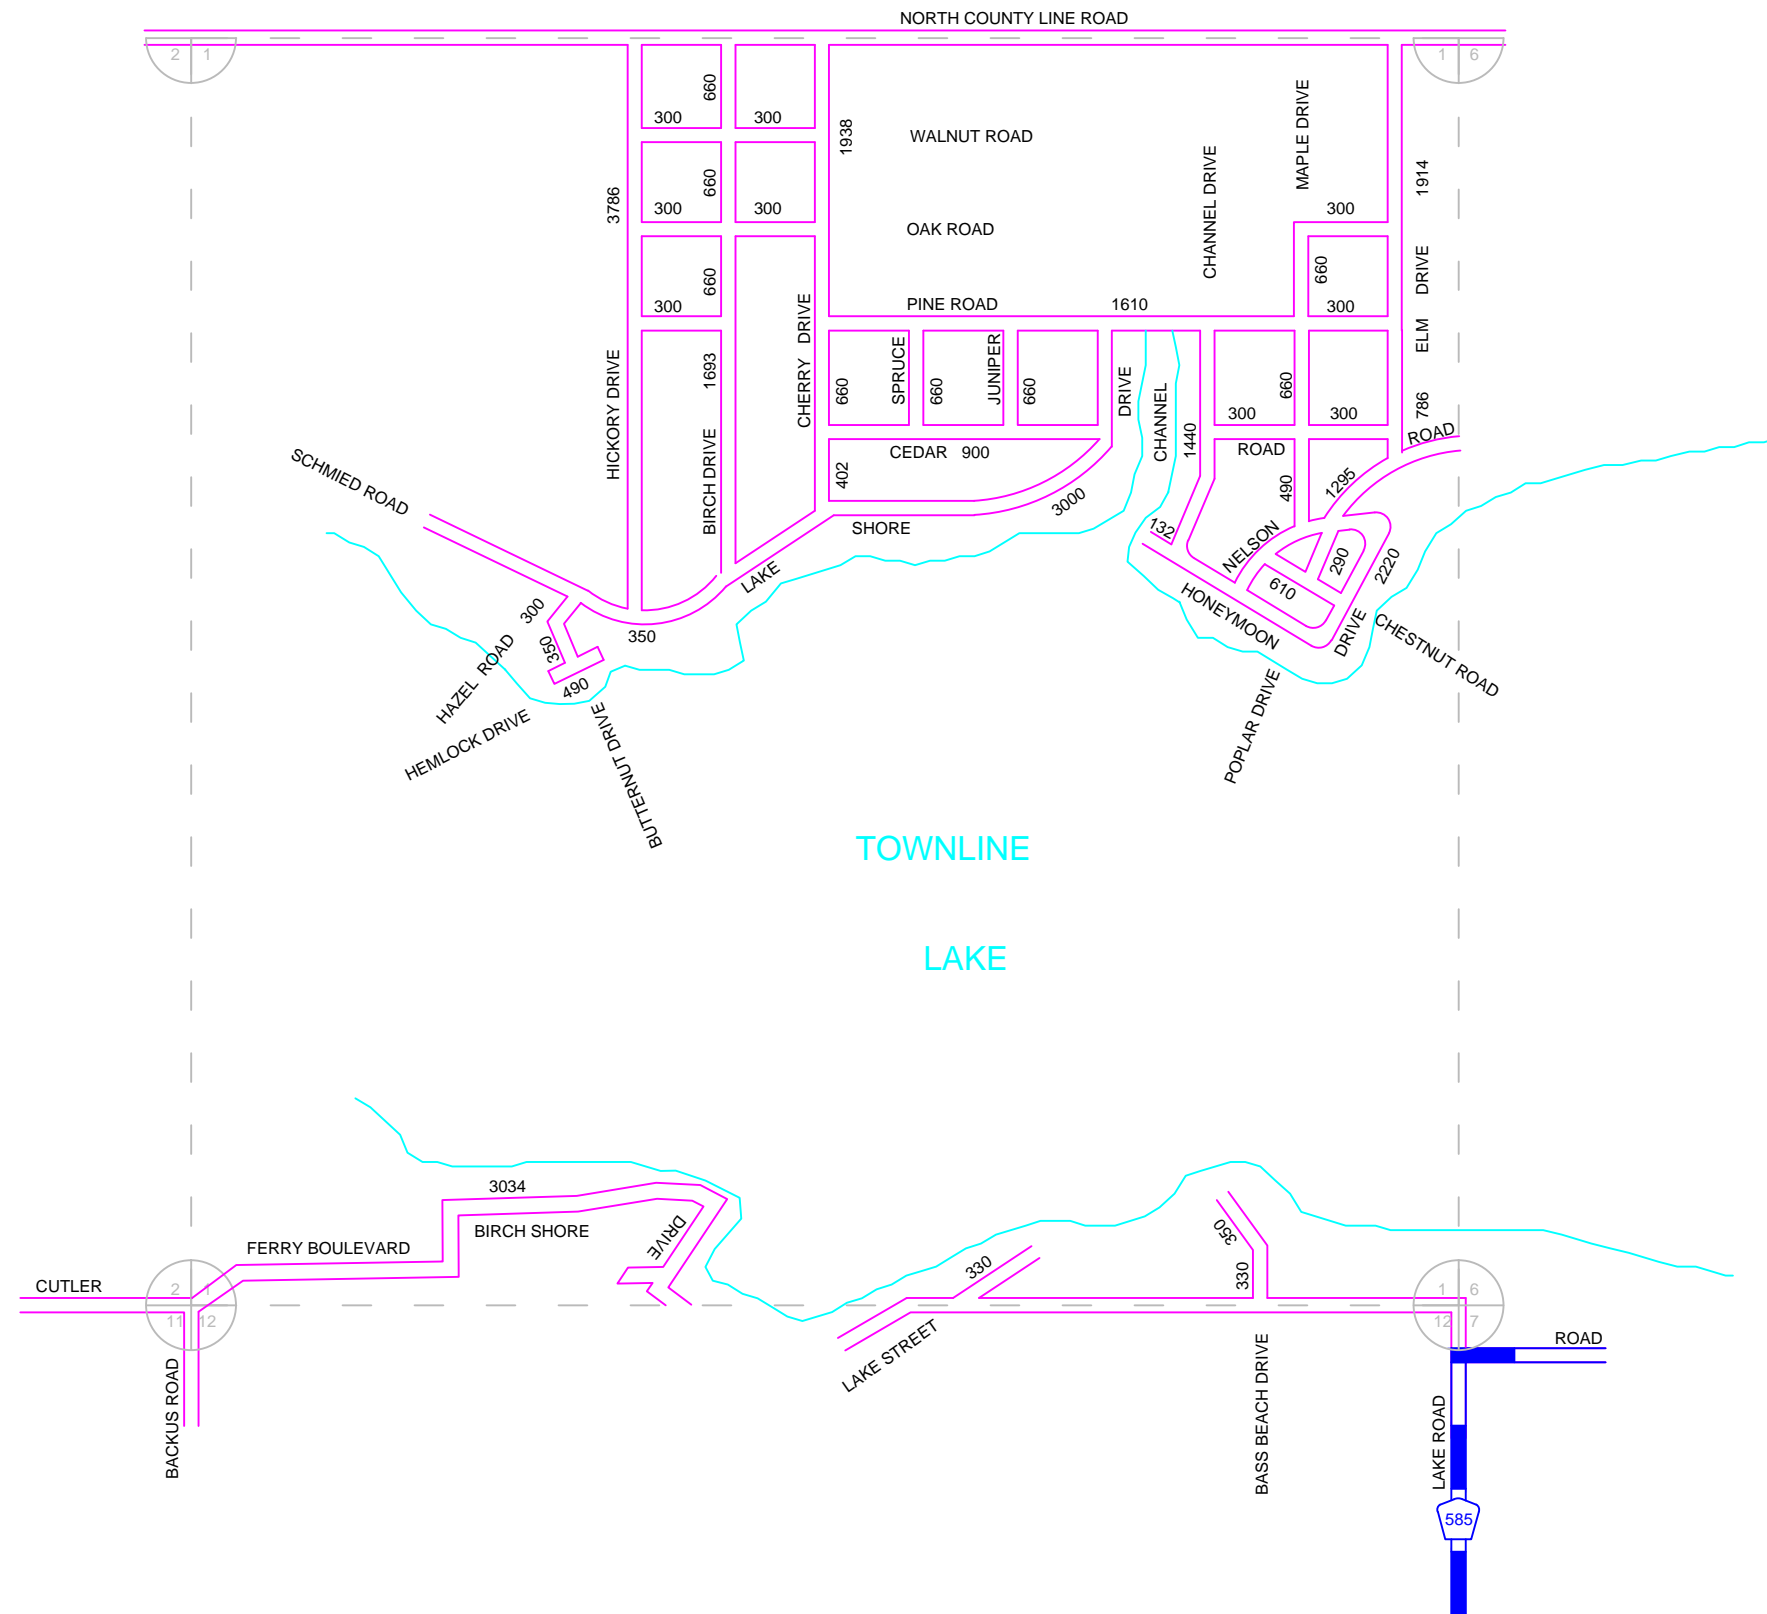 NORTH COUNTY LINE ROAD
2 1
1 6
660
300 300
1938
WALNUT ROAD
MAPLE DRIVE
CHANNEL DRIVE
1914
660
3786
300 300
300
OAK ROAD
660
660
ELM DRIVE
300
CHERRY DRIVE
PINE ROAD 1610
300
HICKORY DRIVE
1693
SPRUCE
JUNIPER
660
660
660
DRIVE
CHANNEL
660
786
300 300
BIRCH DRIVE
1440
ROAD
ROAD
CEDAR 900
402
SCHMIED ROAD
490
1295
3000
SHORE
132
NELSON
290
2220
LAKE
610
HONEYMOON
DRIVE
CHESTNUT ROAD
300
350
350
HAZEL ROAD
490
HEMLOCK DRIVE
BUTTERNUT DRIVE
POPLAR DRIVE
TOWNLINE
LAKE
3034
BIRCH SHORE
DRIVE
FERRY BOULEVARD
350
330
330
CUTLER
2 1
11 12
1 6
12 7
ROAD
LAKE STREET
BACKUS ROAD
BASS BEACH DRIVE
LAKE ROAD
585